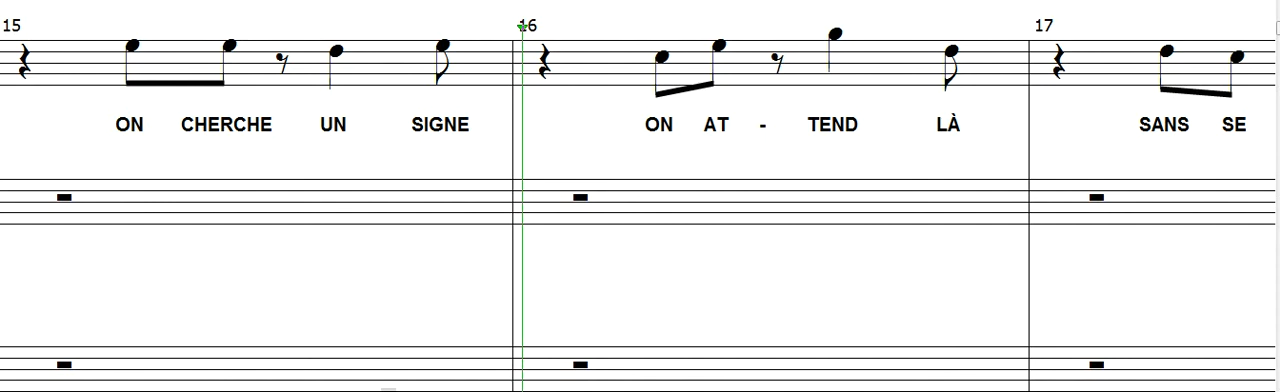 15 16 17
ON CHERCHE UN SIGNE ON AT - TEND LÀ SANS SE